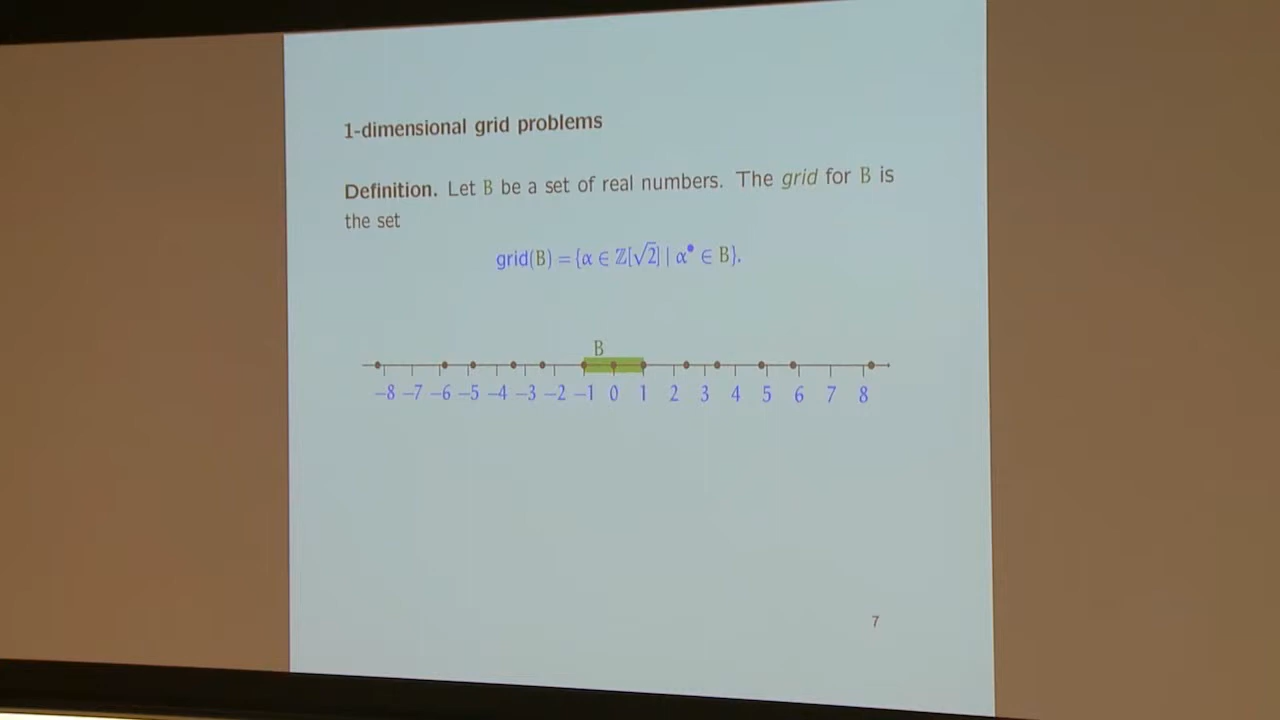 1-dimensional grid problems
Definition. Let B be a set of real numbers. The grid for B is
the set
grid(B) = {α ∈ ℤ[√2] | α• ∈ B}.
B
−8 −7 −6 −5 −4 −3 −2 −1 0 1 2 3 4 5 6 7 8
7